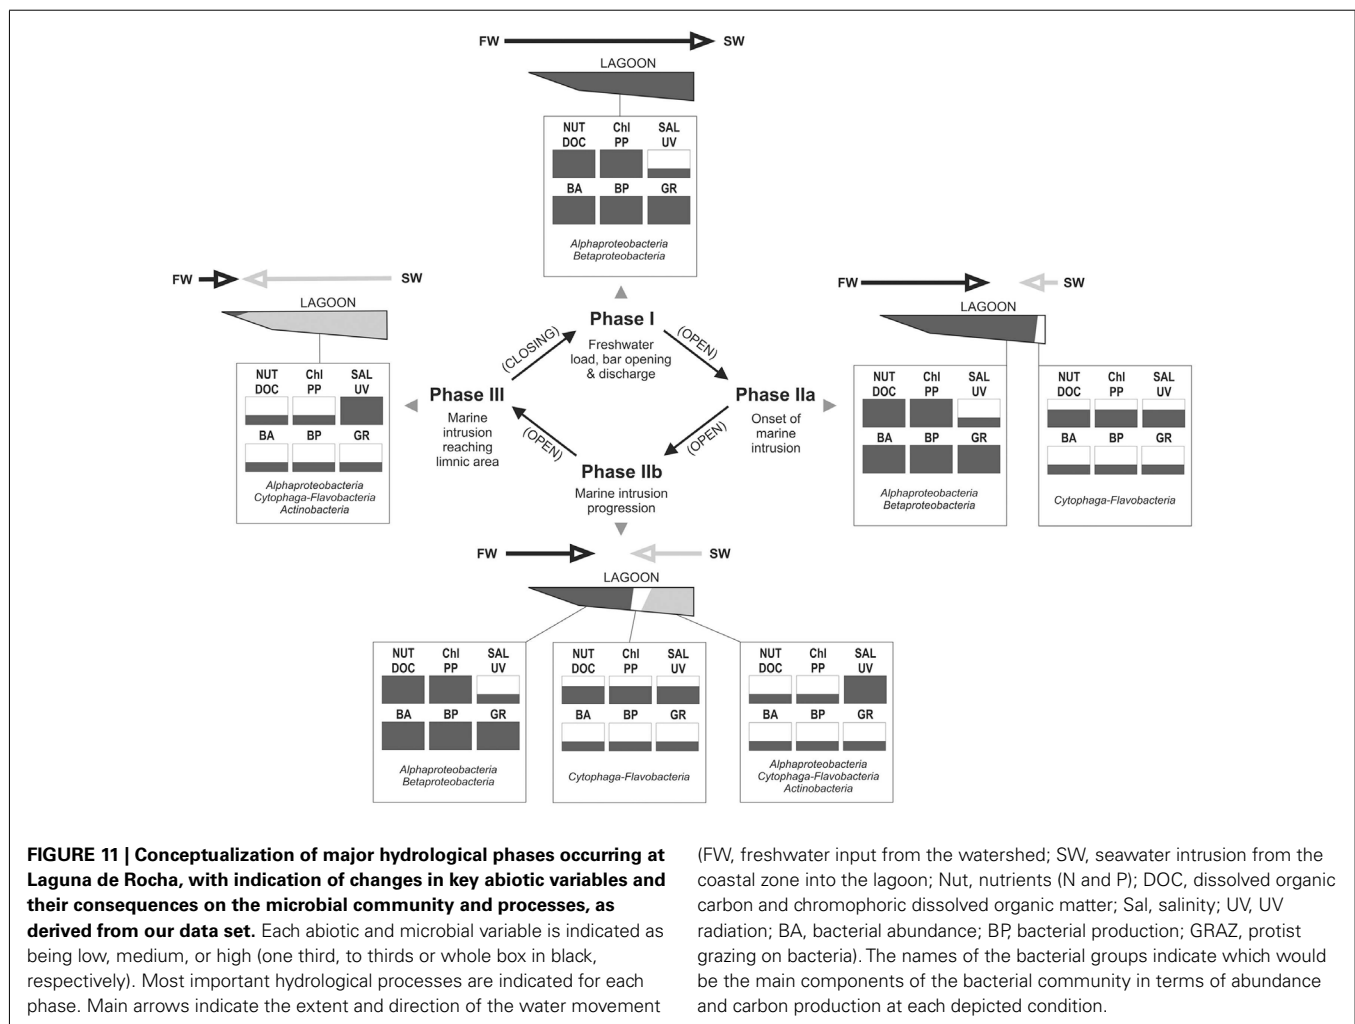 FW
SW
LAGOON
NUT Chl SAL
DOC PP UV
BA BP GR
Alphaproteobacteria
Betaproteobacteria
FW
SW
LAGOON
NUT Chl SAL
DOC PP UV
BA BP GR
Alphaproteobacteria
Cytophaga-Flavobacteria
Actinobacteria
Phase I
Freshwater
load, bar opening
& discharge
(CLOSING)
(OPEN)
Phase III
Marine
intrusion
reaching
limnic area
Phase IIa
Onset of
marine
intrusion
(OPEN)
(OPEN)
Phase IIb
Marine intrusion
progression
FW
SW
LAGOON
NUT Chl SAL
DOC PP UV
BA BP GR
Alphaproteobacteria
Betaproteobacteria
NUT Chl SAL
DOC PP UV
BA BP GR
Cytophaga-Flavobacteria
FW
SW
LAGOON
NUT Chl SAL
DOC PP UV
BA BP GR
Alphaproteobacteria
Betaproteobacteria
NUT Chl SAL
DOC PP UV
BA BP GR
Cytophaga-Flavobacteria
NUT Chl SAL
DOC PP UV
BA BP GR
Alphaproteobacteria
Cytophaga-Flavobacteria
Actinobacteria
FIGURE 11 | Conceptualization of major hydrological phases occurring at
Laguna de Rocha, with indication of changes in key abiotic variables and
their consequences on the microbial community and processes, as
derived from our data set. Each abiotic and microbial variable is indicated as
being low, medium, or high (one third, to thirds or whole box in black,
respectively). Most important hydrological processes are indicated for each
phase. Main arrows indicate the extent and direction of the water movement
(FW, freshwater input from the watershed; SW, seawater intrusion from the
coastal zone into the lagoon; Nut, nutrients (N and P); DOC, dissolved organic
carbon and chromophoric dissolved organic matter; Sal, salinity; UV, UV
radiation; BA, bacterial abundance; BP, bacterial production; GRAZ, protist
grazing on bacteria). The names of the bacterial groups indicate which would
be the main components of the bacterial community in terms of abundance
and carbon production at each depicted condition.